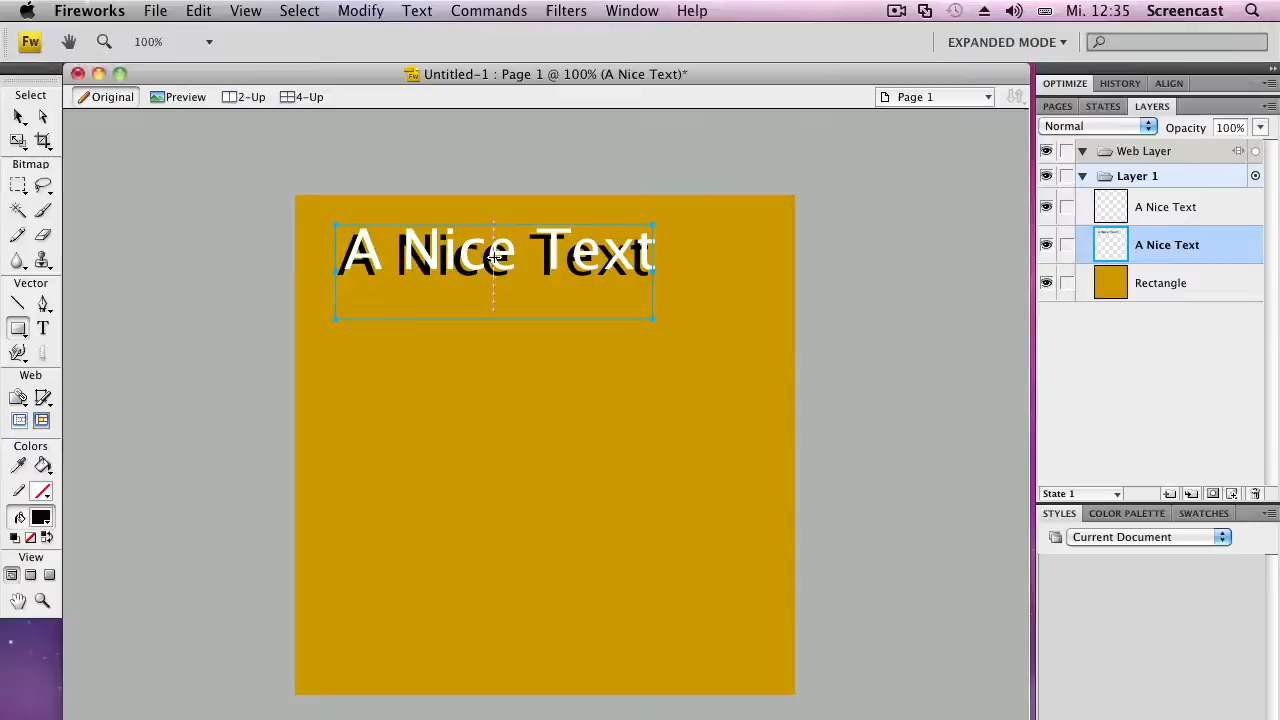 Fireworks File Edit View Select Modify Text Commands Filters Window Help Mi. 12:35 Screencast
Fw 100% EXPANDED MODE
Untitled-1 : Page 1 @ 100% (A Nice Text)*
Original Preview 2-Up 4-Up Page 1
Select
Bitmap
Vector
T
Web
Colors
View
A Nice Text
A Nice Text
OPTIMIZE HISTORY ALIGN
PAGES STATES LAYERS
Normal Opacity 100%
Web Layer
Layer 1
A Nice Text
A Nice Text
Rectangle
State 1
STYLES COLOR PALETTE SWATCHES
Current Document